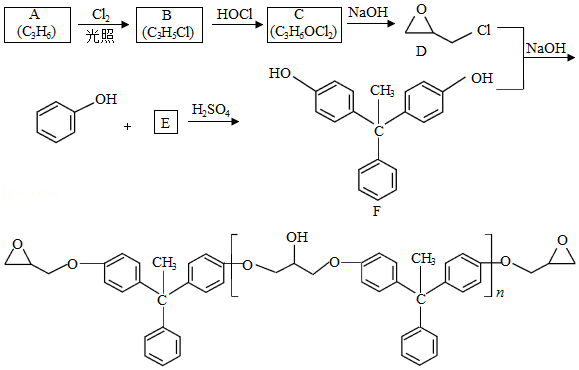 A Cl₂ B HOCl C NaOH O
(C₃H₆) 光照 (C₃H₅Cl) (C₃H₆OCl₂) Cl
D NaOH
OH + E H₂SO₄ HO CH₃ OH
C
F
O OH O
O CH₃ O O CH₃ O
C C n